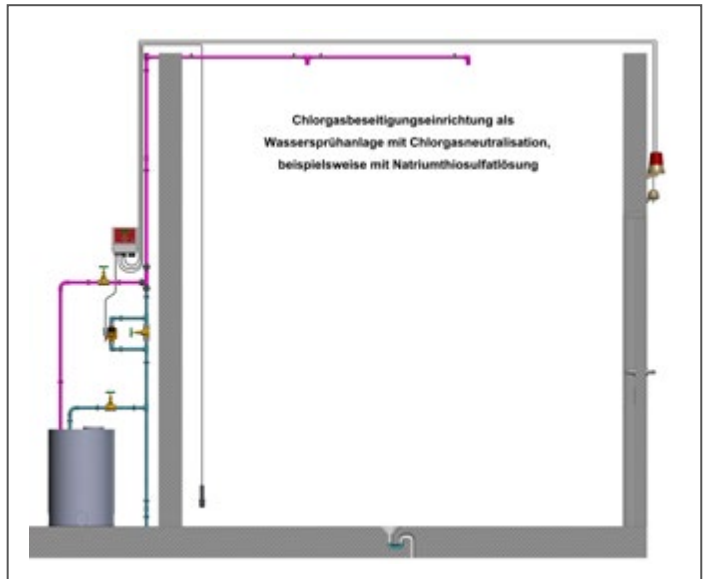 Chlorgasbeseitigungseinrichtung als
Wassersprühanlage mit Chlorgasneutralisation,
beispielsweise mit Natriumthiosulfatlösung